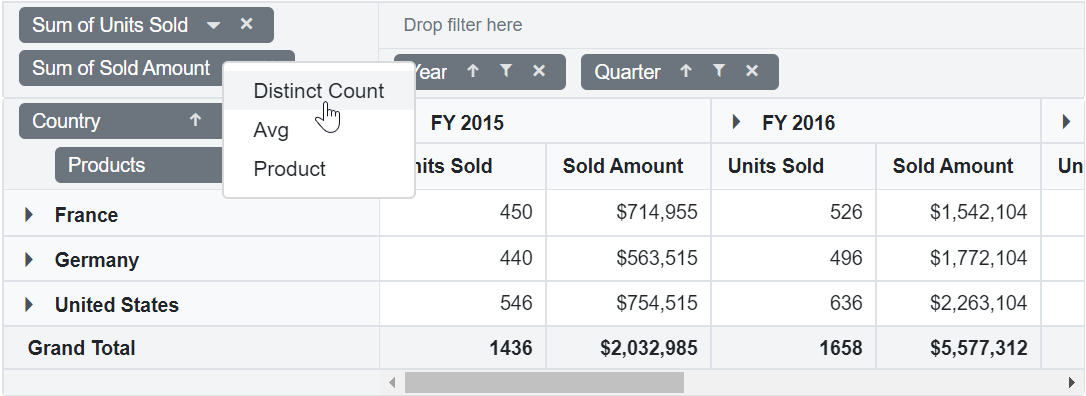 Sum of Units Sold
Drop filter here
Sum of Sold Amount
Year
Quarter
Distinct Count
Avg
Product
Country
Products
FY 2015
FY 2016
Units Sold
Sold Amount
Units Sold
Sold Amount
Un
France
450
$714,955
526
$1,542,104
Germany
440
$563,515
496
$1,772,104
United States
546
$754,515
636
$2,263,104
Grand Total
1436
$2,032,985
1658
$5,577,312